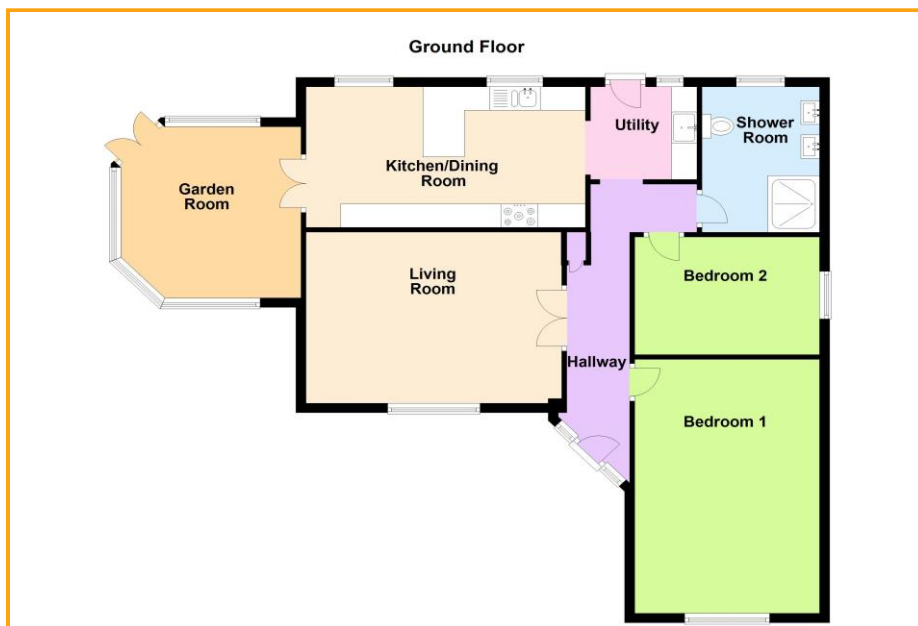 Ground Floor
Utility
Shower
Room
Kitchen/Dining
Room
Garden
Room
Living
Room
Bedroom 2
Hallway
Bedroom 1